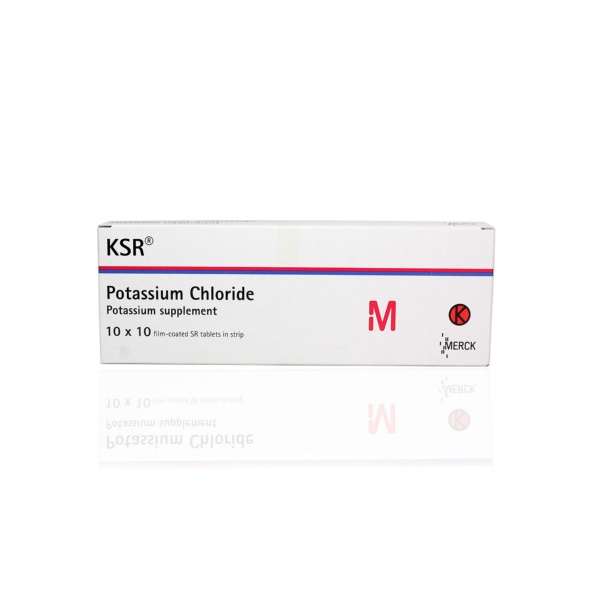 KSR®
Potassium Chloride
Potassium supplement
10 x 10 film-coated SR tablets in strip
M
K
MERCK